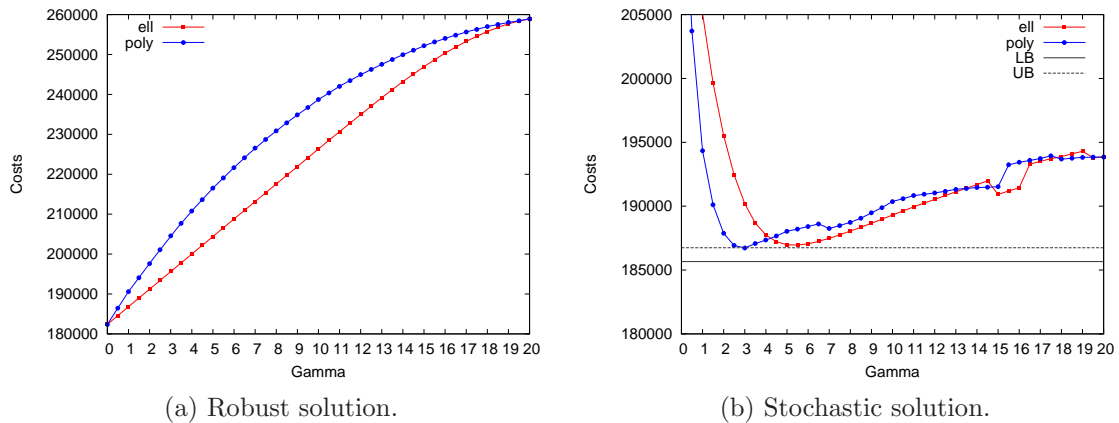 260000
250000
240000
230000
220000
210000
200000
190000
180000
Costs
ell
poly
0 1 2 3 4 5 6 7 8 9 10 11 12 13 14 15 16 17 18 19 20
Gamma
(a) Robust solution.
205000
200000
195000
190000
185000
180000
Costs
ell
poly
LB
UB
0 1 2 3 4 5 6 7 8 9 10 11 12 13 14 15 16 17 18 19 20
Gamma
(b) Stochastic solution.